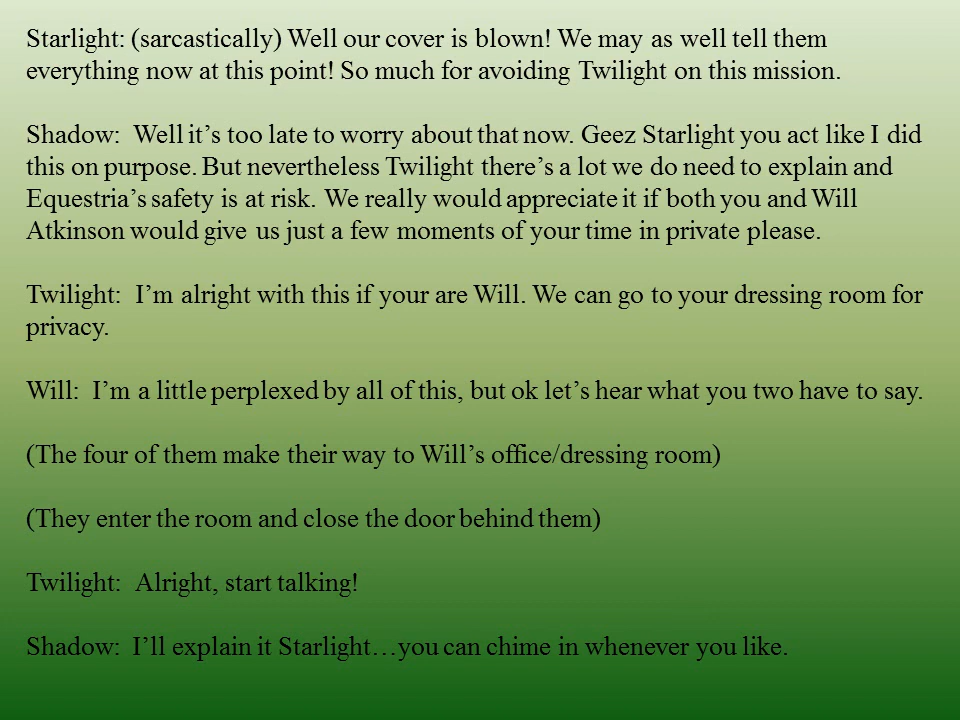 Starlight: (sarcastically) Well our cover is blown! We may as well tell them
everything now at this point! So much for avoiding Twilight on this mission.
Shadow:  Well it’s too late to worry about that now. Geez Starlight you act like I did
this on purpose. But nevertheless Twilight there’s a lot we do need to explain and
Equestria’s safety is at risk. We really would appreciate it if both you and Will
Atkinson would give us just a few moments of your time in private please.
Twilight:  I’m alright with this if your are Will. We can go to your dressing room for
privacy.
Will:  I’m a little perplexed by all of this, but ok let’s hear what you two have to say.
(The four of them make their way to Will’s office/dressing room)
(They enter the room and close the door behind them)
Twilight:  Alright, start talking!
Shadow:  I’ll explain it Starlight…you can chime in whenever you like.